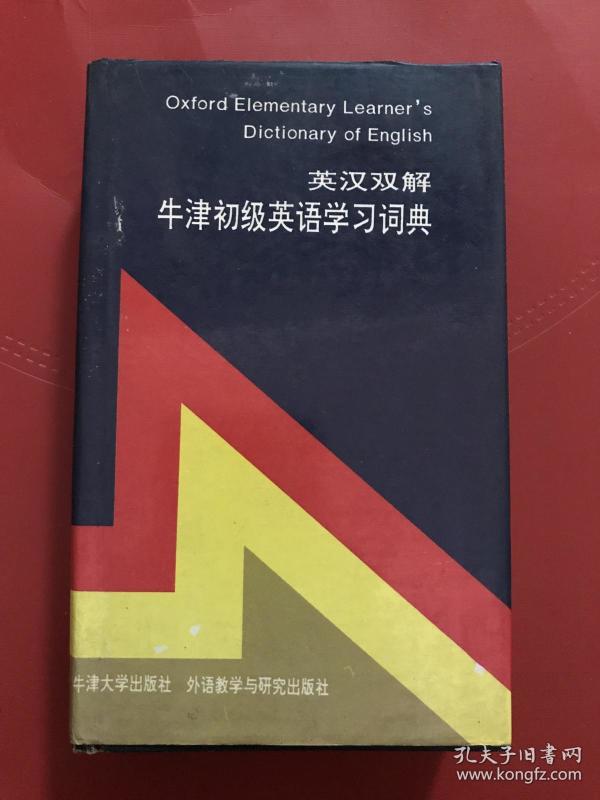 Oxford Elementary Learner's
Dictionary of English
英汉双解
牛津初级英语学习词典
牛津大学出版社 外语教学与研究出版社
孔夫子旧書网
www.kongfz.com